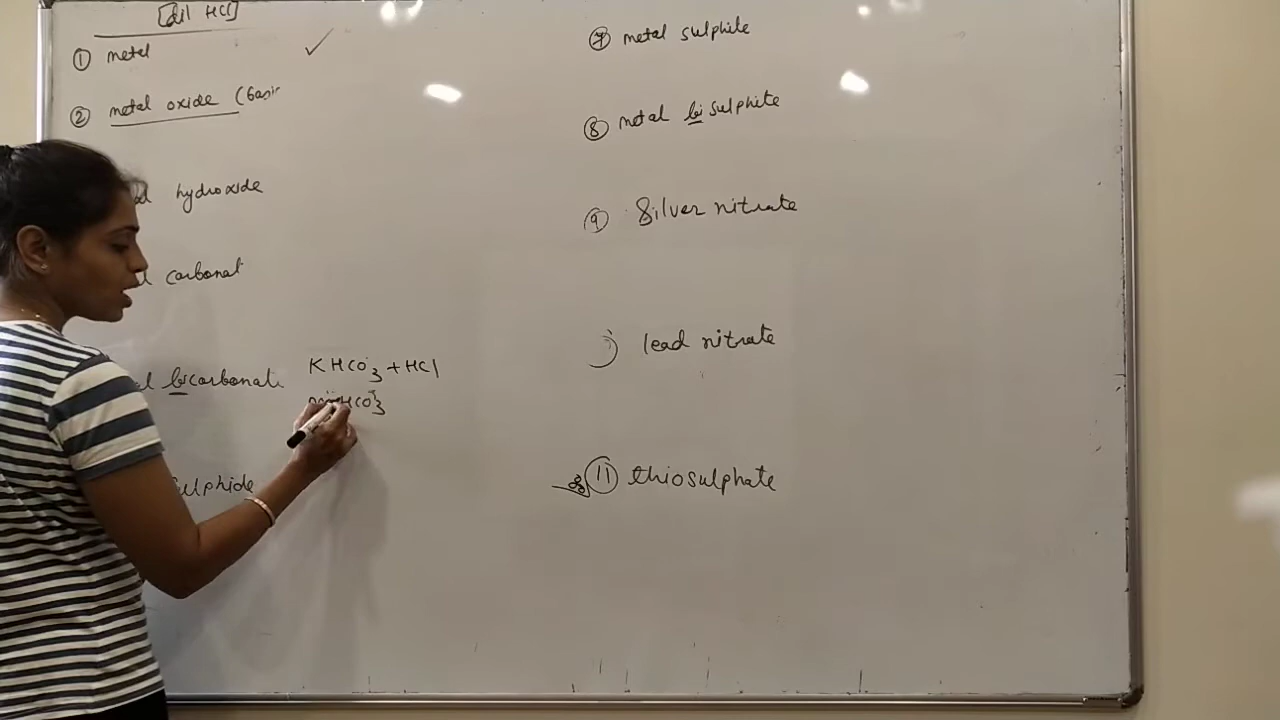 [dil HCl]
① metal
② metal oxide (basic
hydroxide
carbonat
bicarbonate KHCO3 + HCl
HCO3
sulphide
⑦ metal sulphite
⑧ metal bisulphite
⑨ Silver nitrate
lead nitrate
⑪ thiosulphate